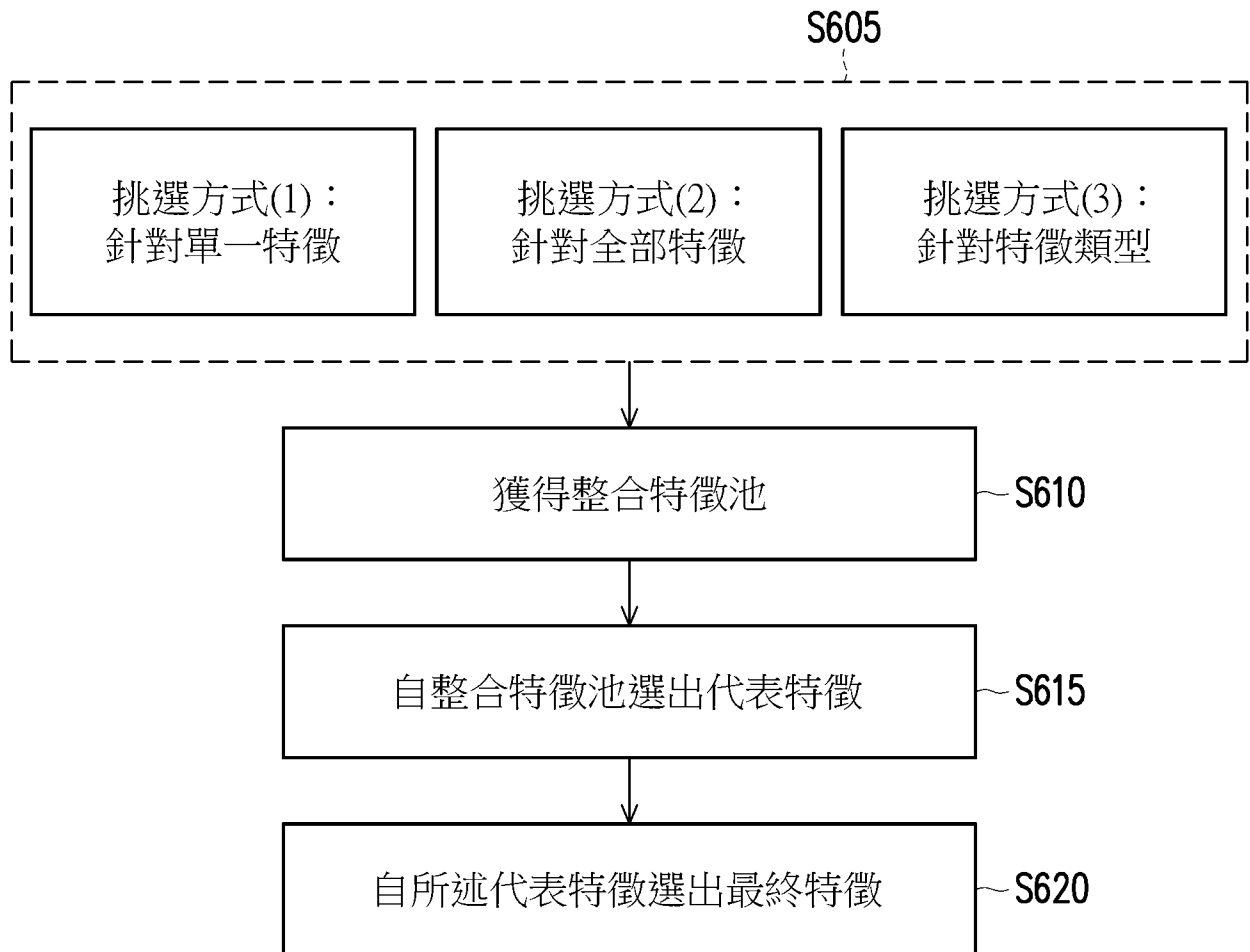 S605
挑選方式(1):
針對單一特徵
挑選方式(2):
針對全部特徵
挑選方式(3):
針對特徵類型
獲得整合特徵池
S610
自整合特徵池選出代表特徵
S615
自所述代表特徵選出最終特徵
S620